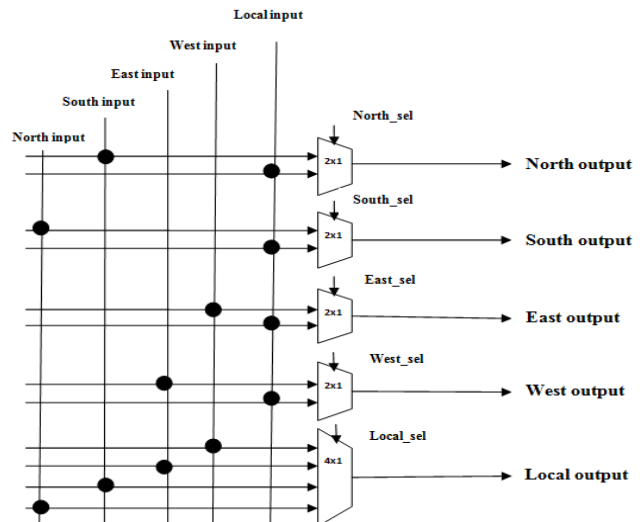 Local input
West input
East input
South input
North input
North_sel
2x1
North output
South_sel
2x1
South output
East_sel
2x1
East output
West_sel
2x1
West output
Local_sel
4x1
Local output